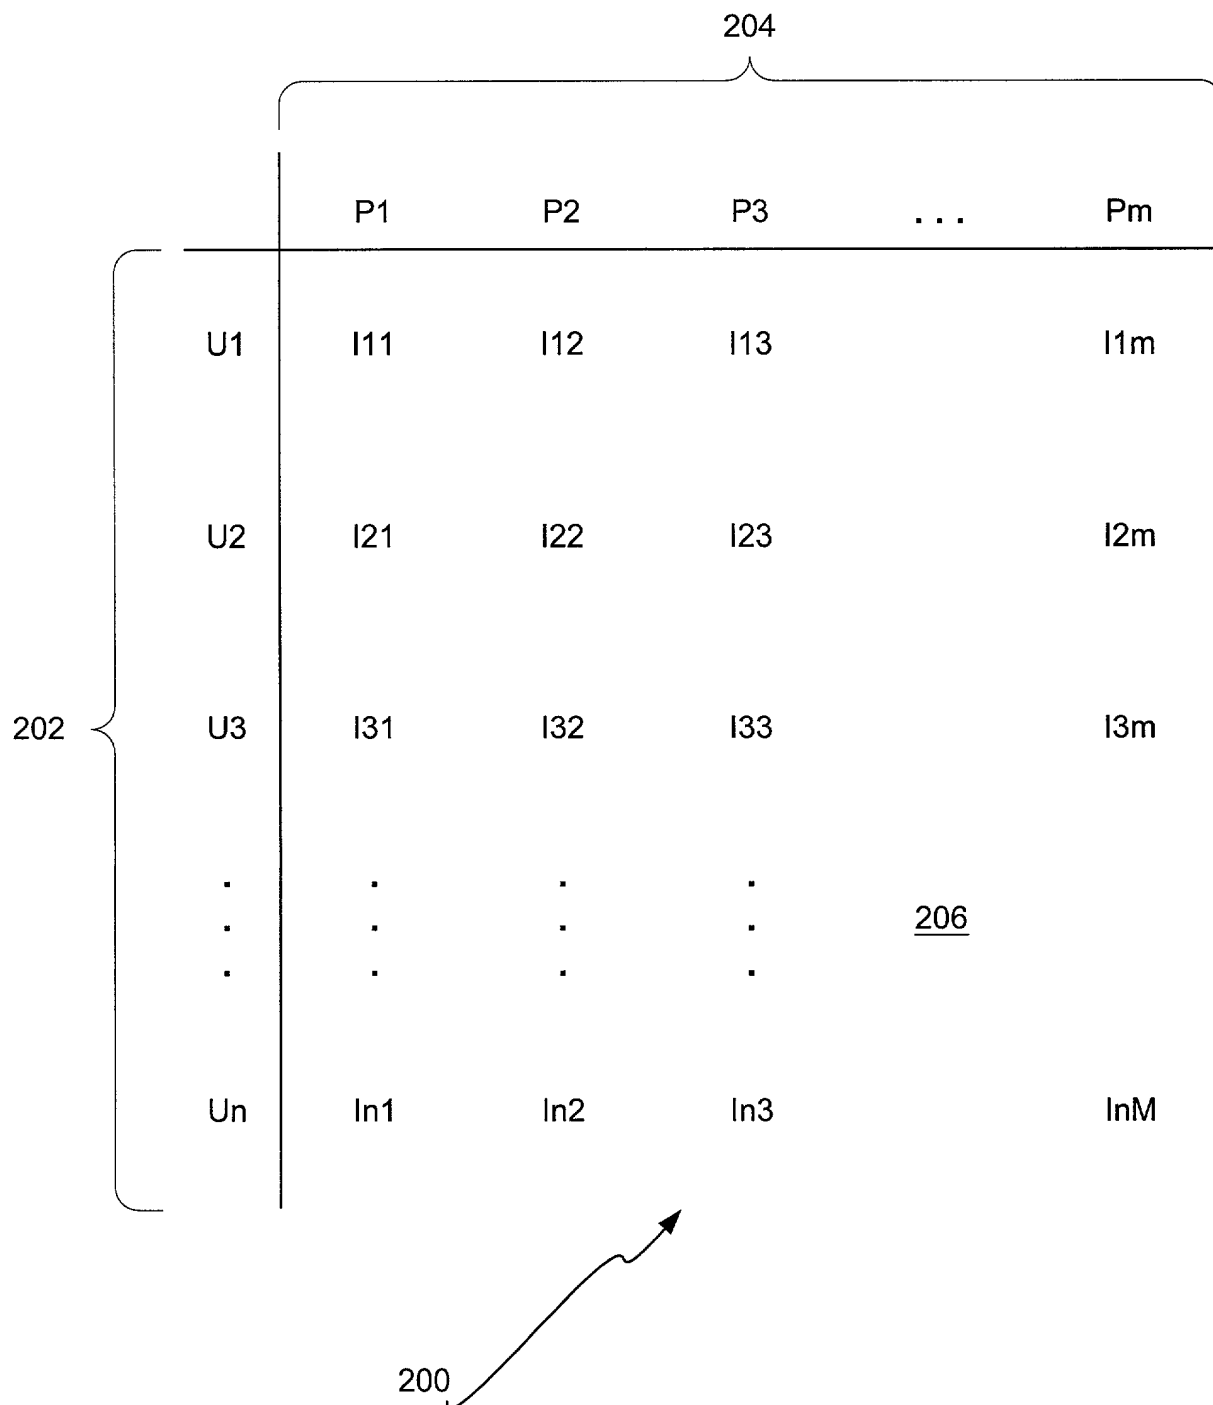 204
P1 P2 P3 . . . Pm
U1 I11 I12 I13 I1m
U2 I21 I22 I23 I2m
202 U3 I31 I32 I33 I3m
206
Un In1 In2 In3 InM
200